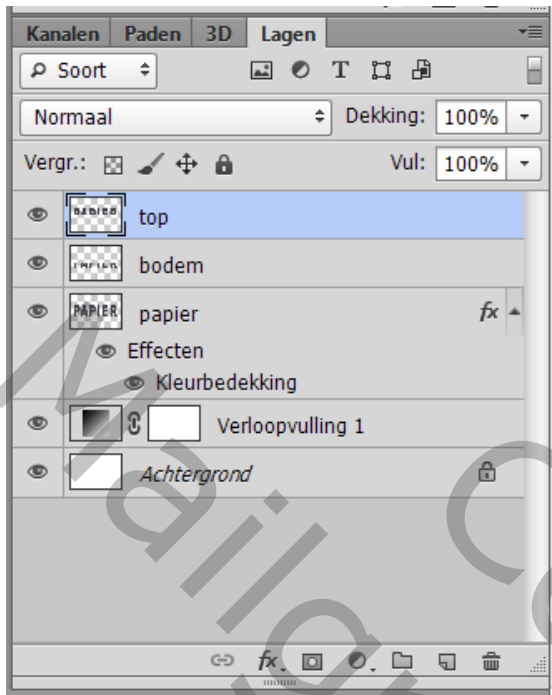 Kanalen Paden 3D Lagen
Soort
Normaal Dekking: 100%
Vergr.: Vul: 100%
top
bodem
PAPIER papier fx
Effecten
Kleurbedekking
Verloopvulling 1
Achtergrond
fx.